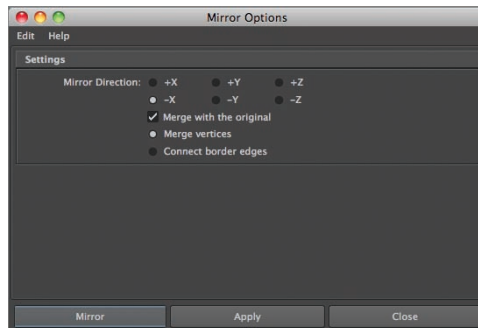 Mirror Options
Edit Help
Settings
Mirror Direction: +X +Y +Z
-X -Y -Z
Merge with the original
Merge vertices
Connect border edges
Mirror Apply Close